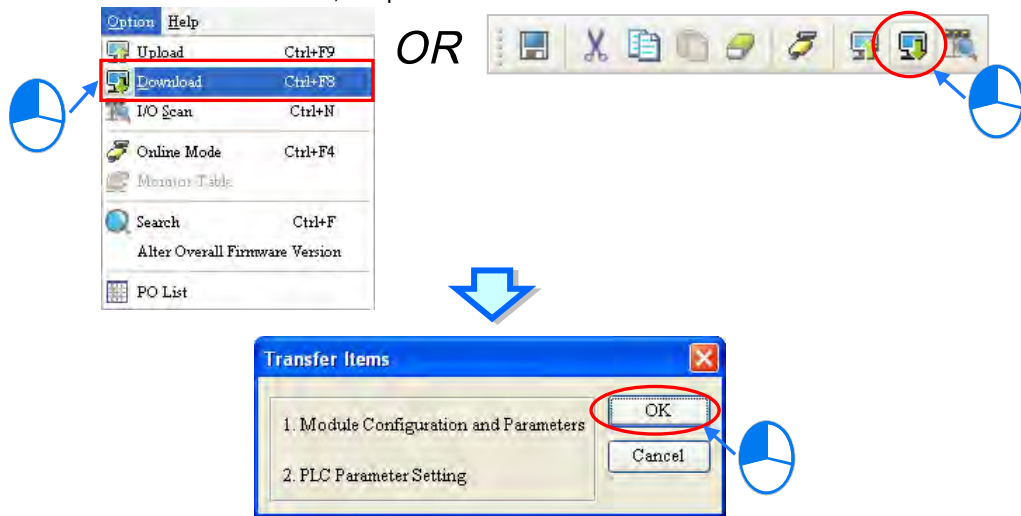 Option Help
Upload Ctrl+F9
Download Ctrl+F8
I/O Scan Ctrl+N
Online Mode Ctrl+F4
Monitor Table
Search Ctrl+F
Alter Overall Firmware Version
PO List
OR
Transfer Items
1. Module Configuration and Parameters
2. PLC Parameter Setting
OK
Cancel